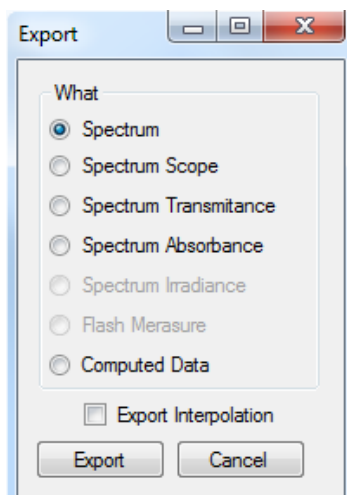 Export
What
Spectrum
Spectrum Scope
Spectrum Transmitance
Spectrum Absorbance
Spectrum Irradiance
Flash Merasure
Computed Data
Export Interpolation
Export Cancel